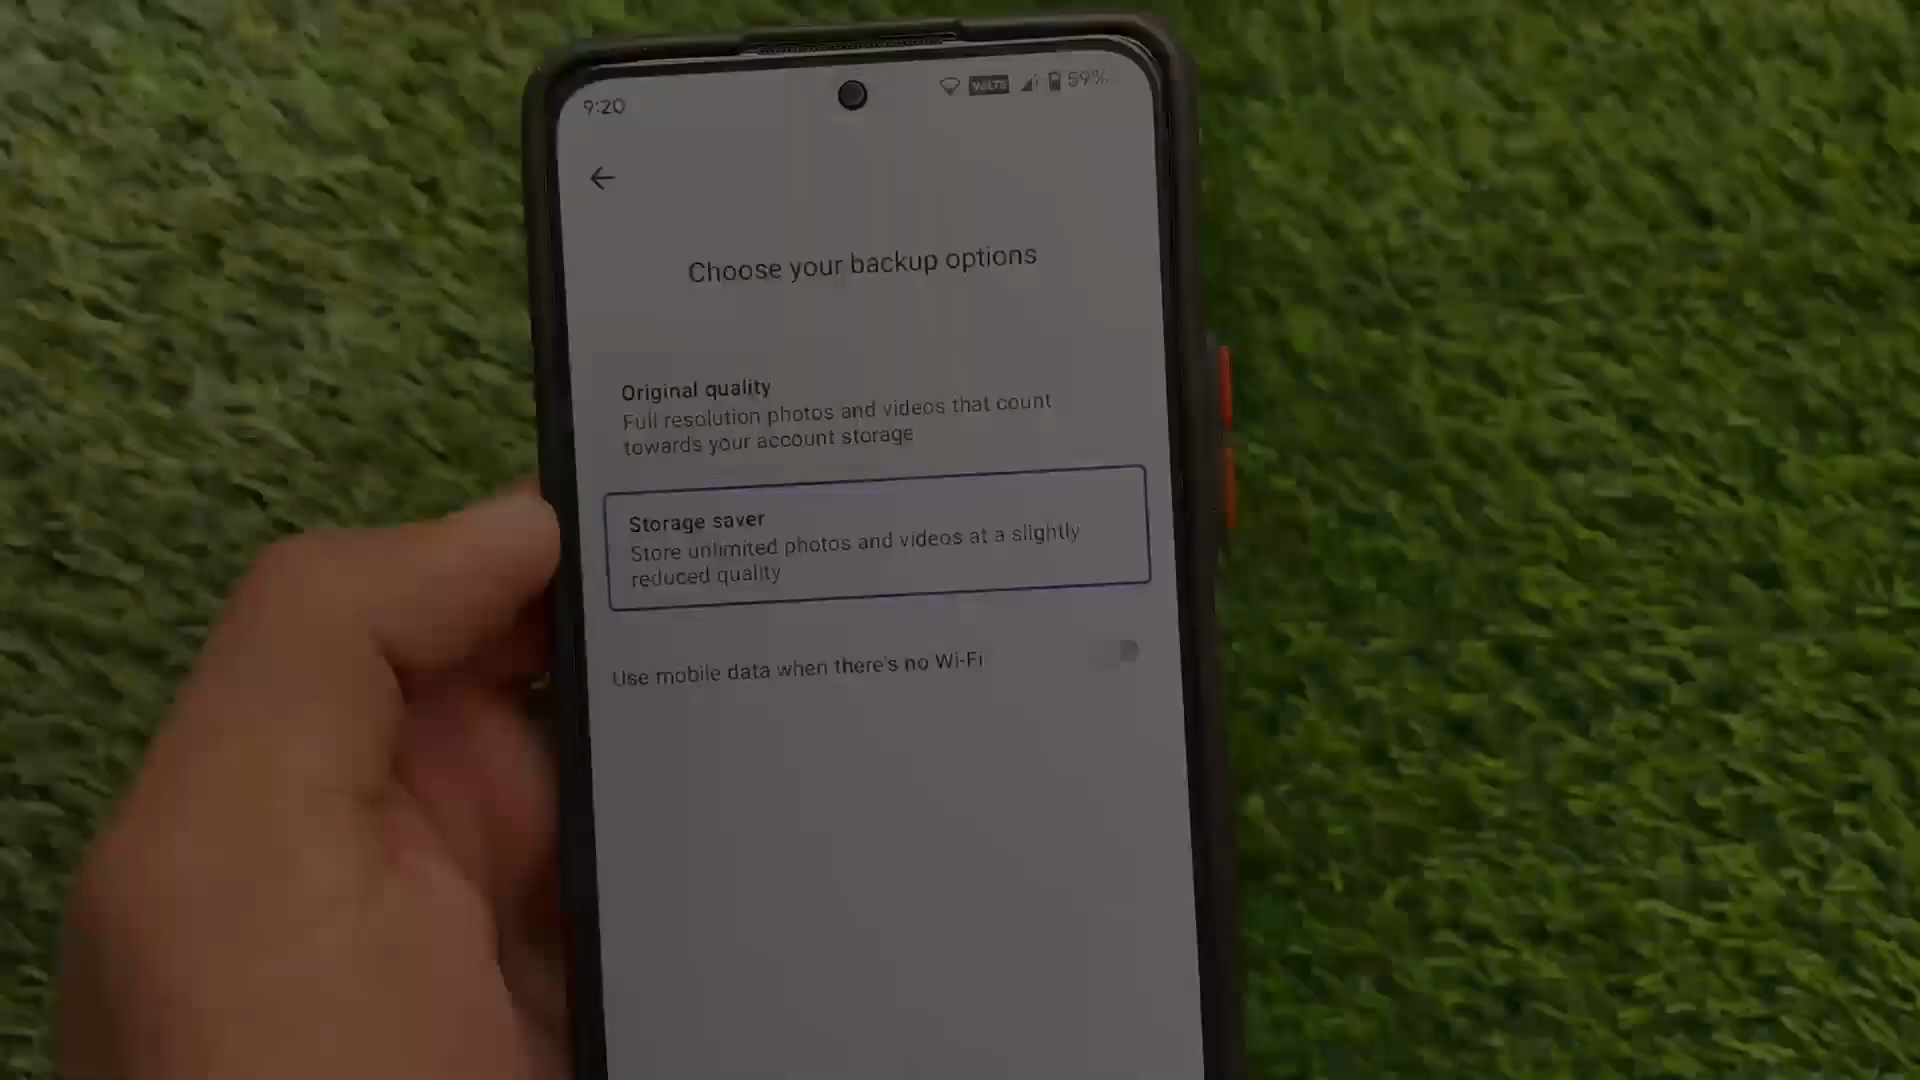 9:20
VoLTE 59%
Choose your backup options
Original quality
Full resolution photos and videos that count
towards your account storage
Storage saver
Store unlimited photos and videos at a slightly
reduced quality
Use mobile data when there's no Wi-Fi